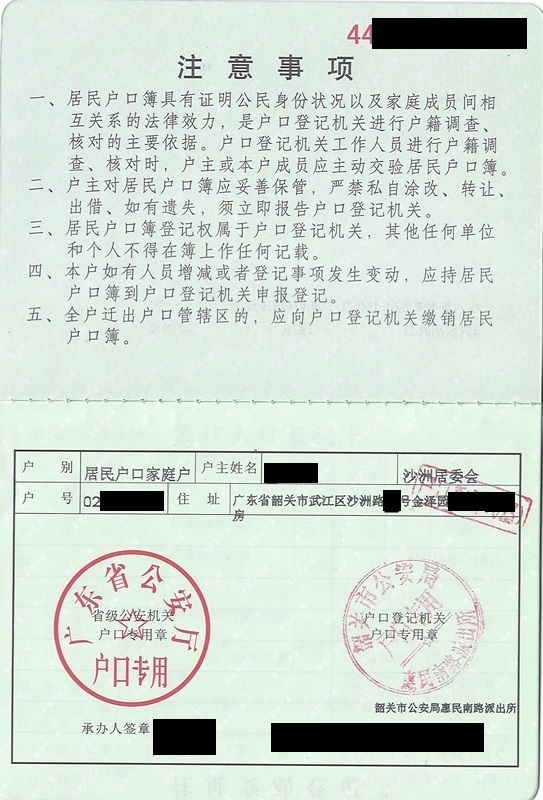 44
注意事项
一、居民户口簿具有证明公民身份状况以及家庭成员间相
互关系的法律效力，是户口登记机关进行户籍调查、
核对的主要依据。户口登记机关工作人员进行户籍调
查、核对时，户主或本户成员应主动交验居民户口簿。
二、户主对居民户口簿应妥善保管，严禁私自涂改、转让、
出借、如有遗失，须立即报告户口登记机关。
三、居民户口簿登记权属于户口登记机关，其他任何单位
和个人不得在簿上作任何记载。
四、本户如有人员增减或者登记事项发生变动，应持居民
户口簿到户口登记机关申报登记。
五、全户迁出户口管辖区的，应向户口登记机关缴销居民
户口簿。
户 别 居民户口家庭户 户主姓名 沙洲居委会
户 号 02 住 址 广东省韶关市武江区沙洲路 号金泽园
房
广东省公安厅
省级公安机关
户口专用章
户口专用
韶关市公安局
户口登记机关
户口专用章
韶关市公安局惠民南路派出所
承办人签章